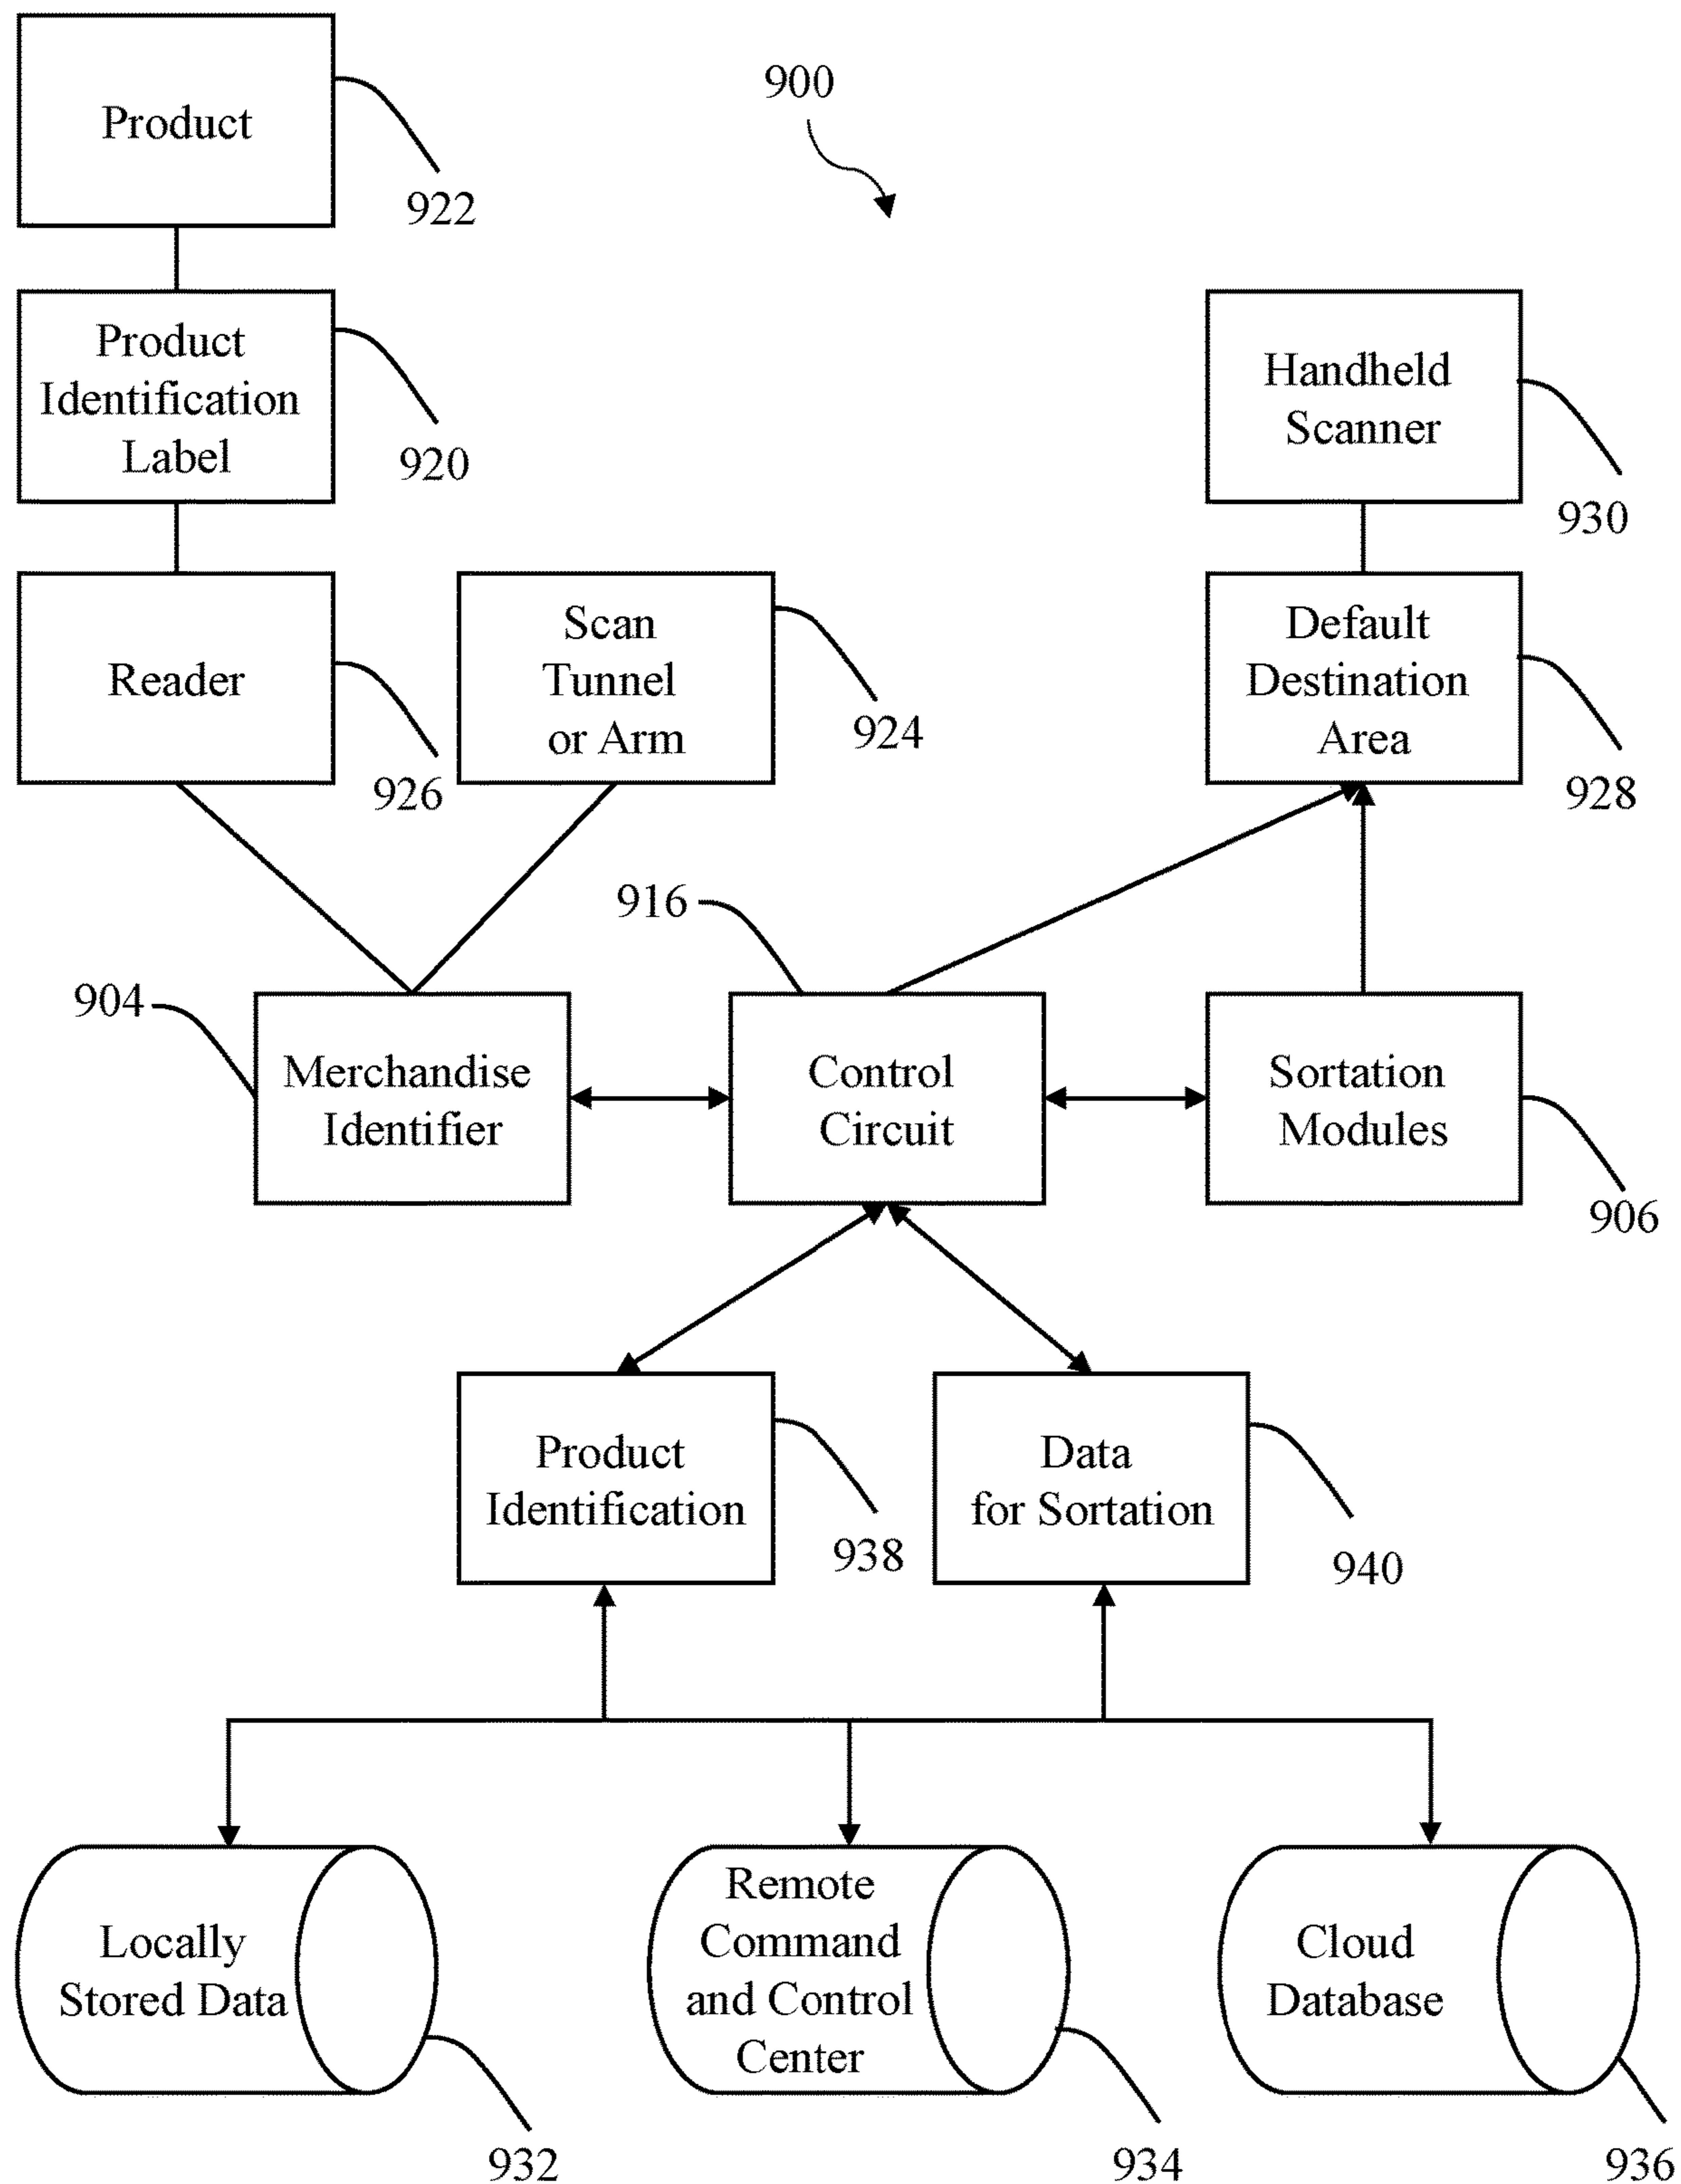 Product
922
900
Product
Identification
Label
920
Handheld
Scanner
930
Reader
926
Scan
Tunnel
or Arm
924
Default
Destination
Area
928
916
904
Merchandise
Identifier
Control
Circuit
Sortation
Modules
906
Product
Identification
938
Data
for Sortation
940
Locally
Stored Data
932
Remote
Command
and Control
Center
934
Cloud
Database
936